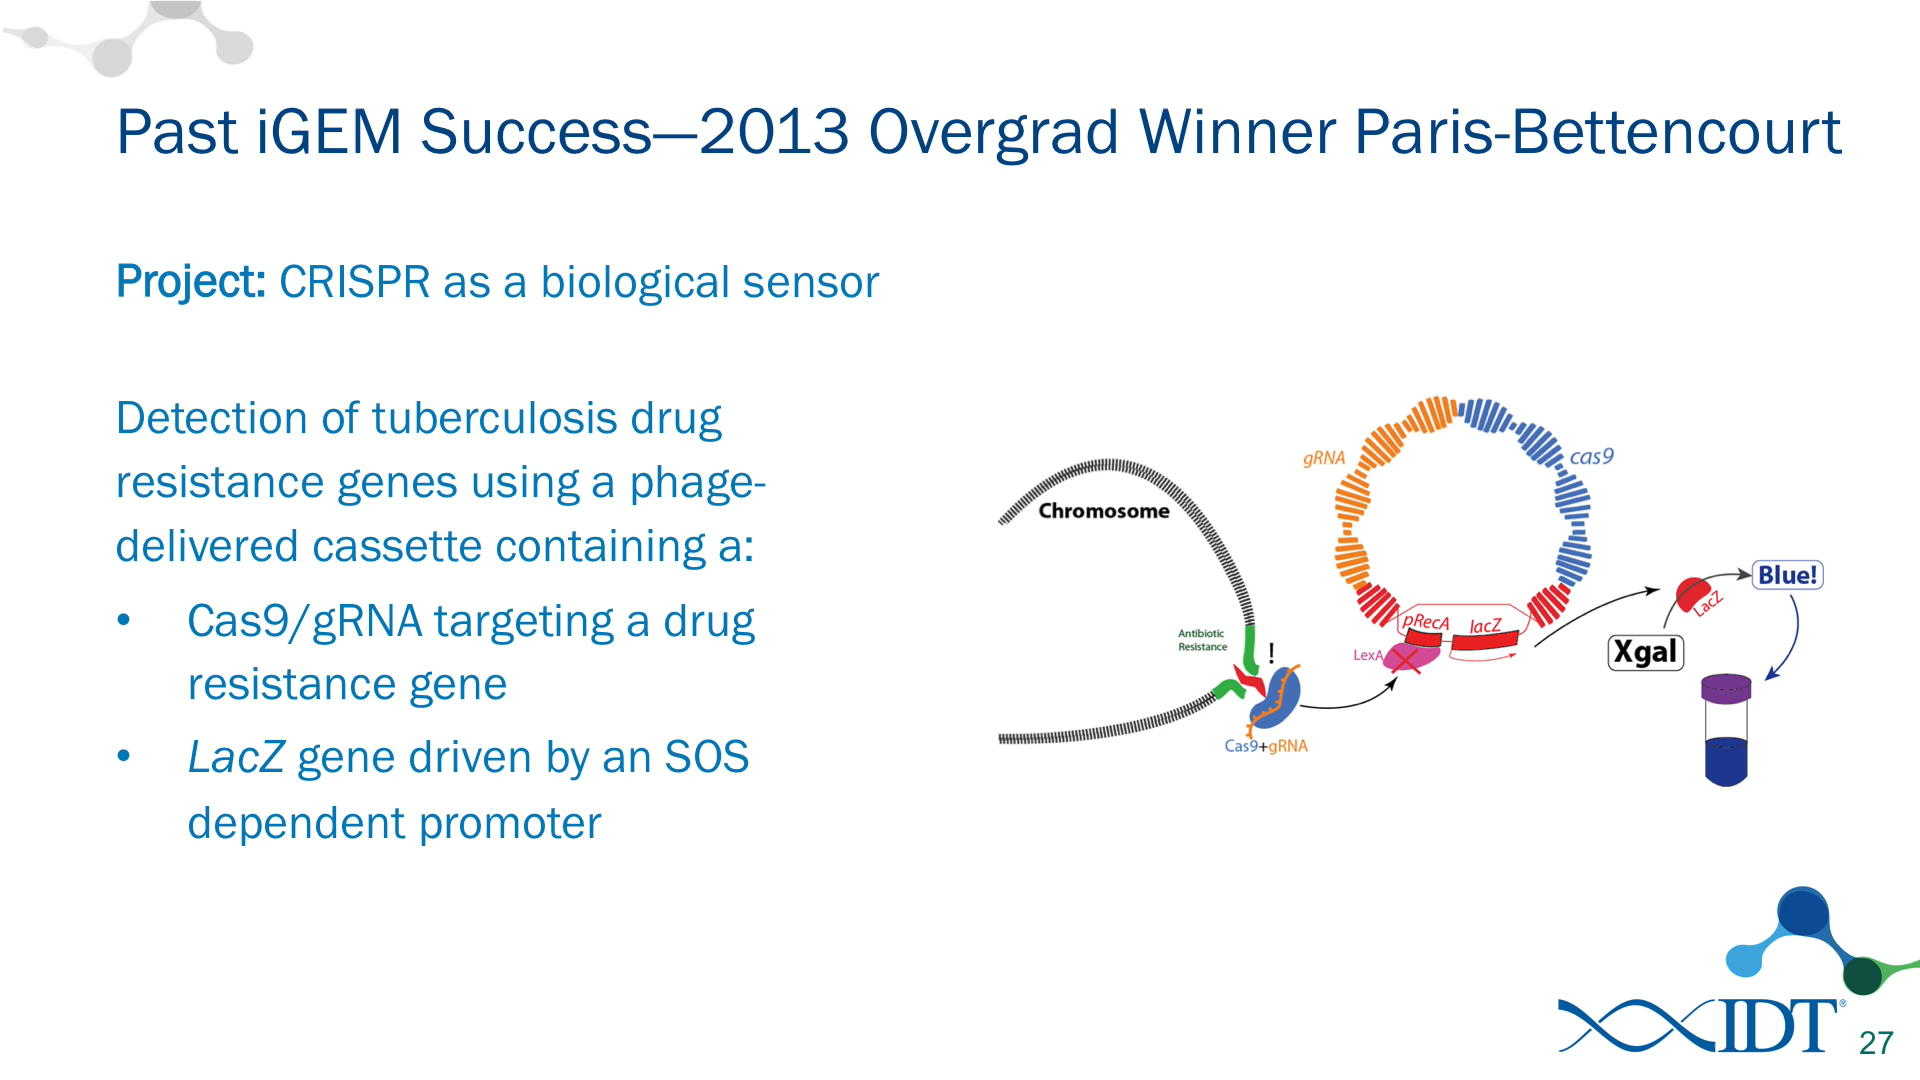 Past iGEM Success—2013 Overgrad Winner Paris-Bettencourt
Project: CRISPR as a biological sensor
Detection of tuberculosis drug
resistance genes using a phage-
delivered cassette containing a:
• Cas9/gRNA targeting a drug
resistance gene
• LacZ gene driven by an SOS
dependent promoter
Chromosome
Antibiotic
Resistance
!
Cas9+gRNA
gRNA
cas9
pRecA
lacZ
LexA
Xgal
LacZ
Blue!
IDT®
27